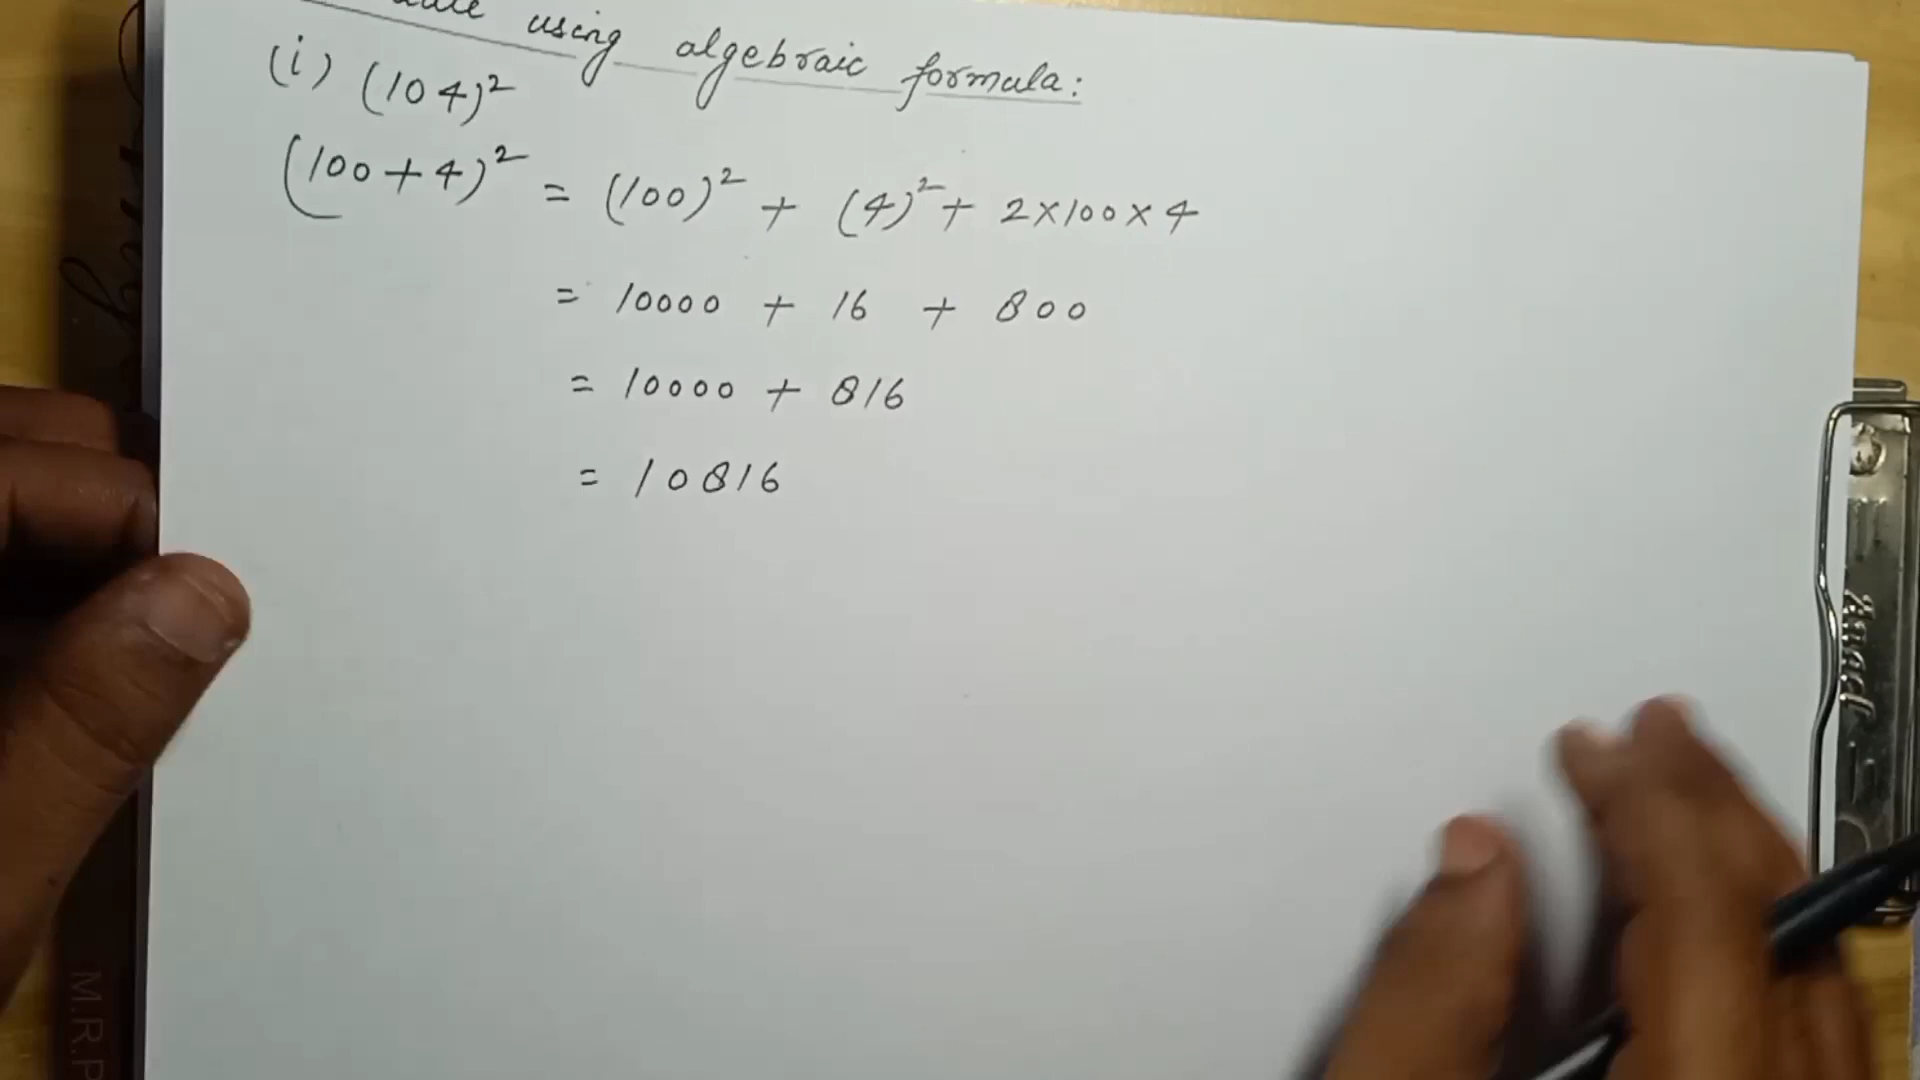 using algebraic formula:
(i) (104)²
(100+4)² = (100)² + (4)² + 2×100×4
= 10000 + 16 + 800
= 10000 + 816
= 10816
M.R.P